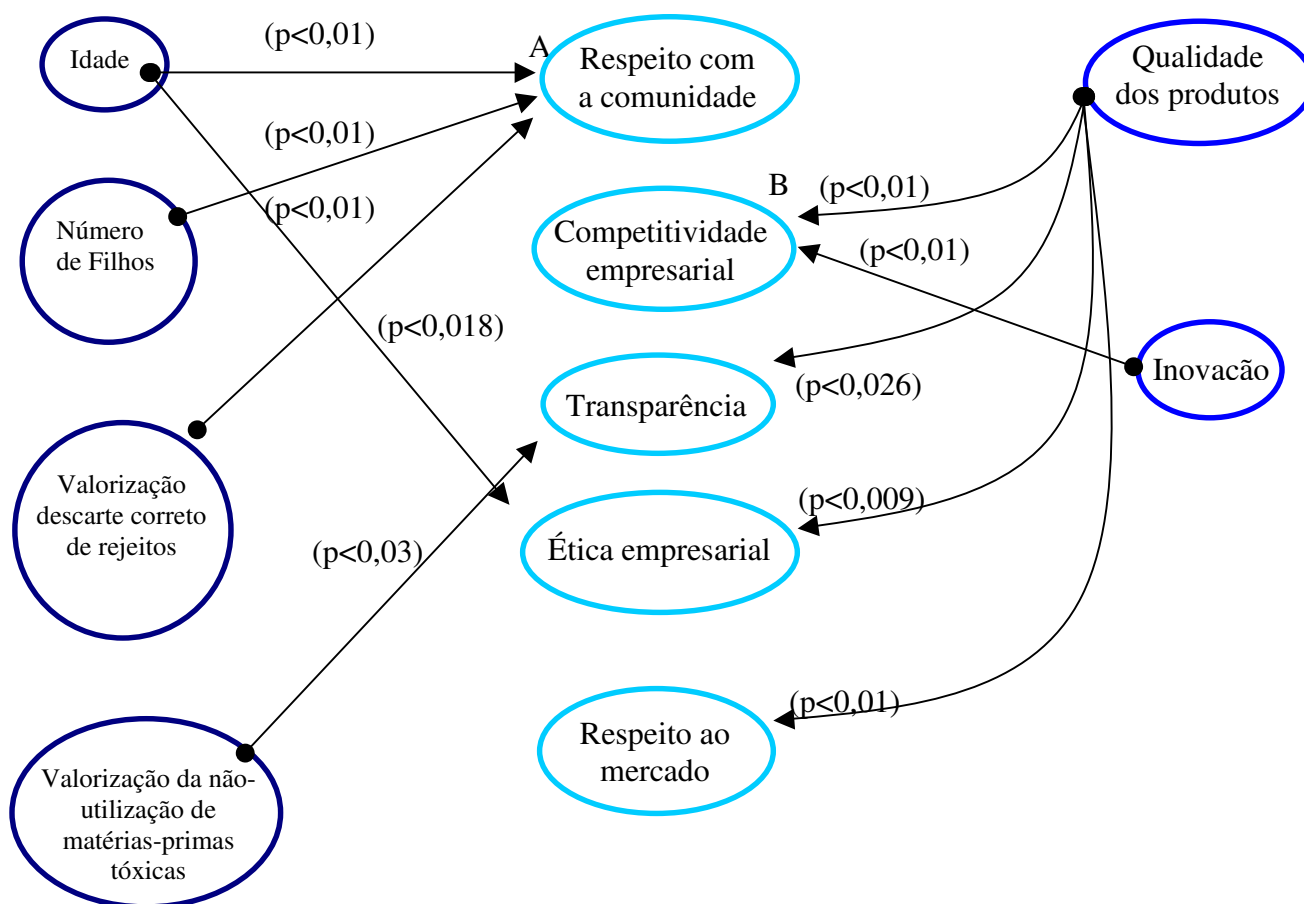 (p<0,01)
A
Idade
Respeito com
a comunidade
Qualidade
dos produtos
(p<0,01)
B
(p<0,01)
(p<0,01)
Número
de Filhos
Competitividade
empresarial
(p<0,01)
(p<0,018)
Inovacão
(p<0,026)
Transparência
Valorização
descarte correto
de rejeitos
(p<0,009)
(p<0,03)
Ética empresarial
(p<0,01)
Respeito ao
mercado
Valorização da não-
utilização de
matérias-primas
tóxicas